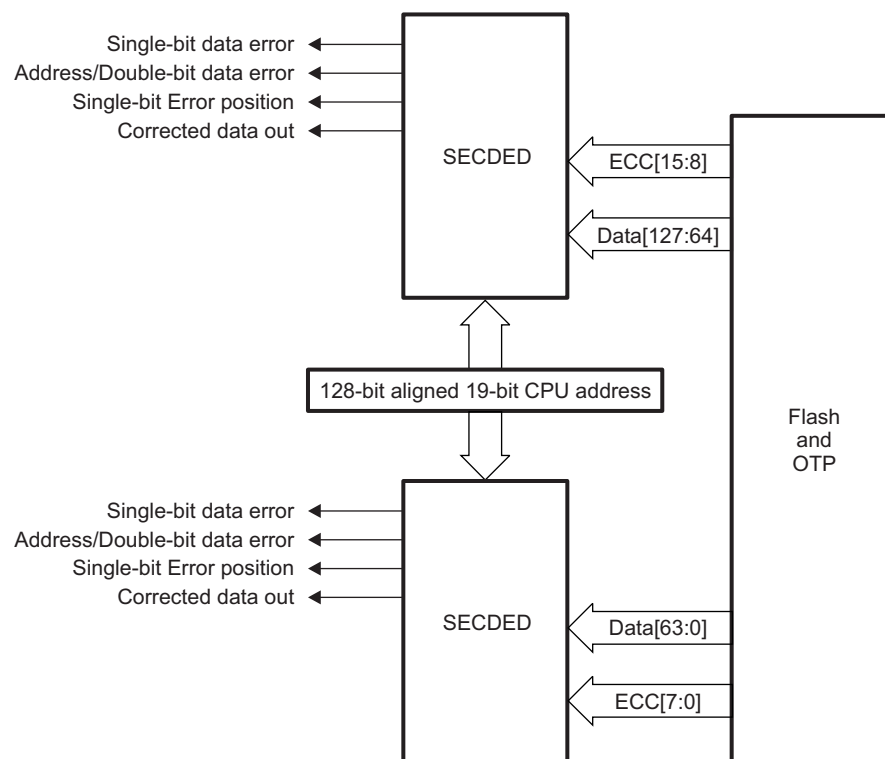 Single-bit data error
Address/Double-bit data error
Single-bit Error position
Corrected data out
SECDED
ECC[15:8]
Data[127:64]
128-bit aligned 19-bit CPU address
Flash
and
OTP
Single-bit data error
Address/Double-bit data error
Single-bit Error position
Corrected data out
SECDED
Data[63:0]
ECC[7:0]